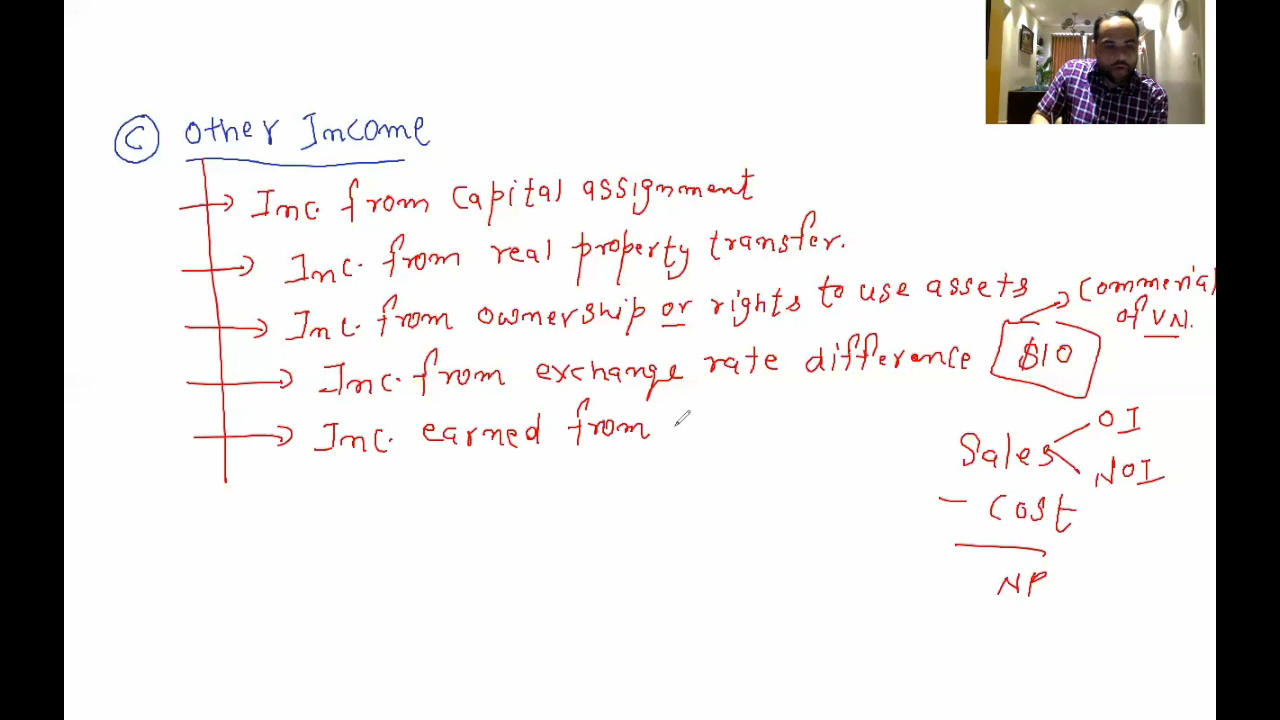 C Other Income
Inc. from Capital assignment
Inc. from real property transfer.
Inc. from ownership or rights to use assets
Inc. from exchange rate difference
Inc. earned from
$10
Commercial
of VN.
Sales
OI
NOI
- Cost
NP